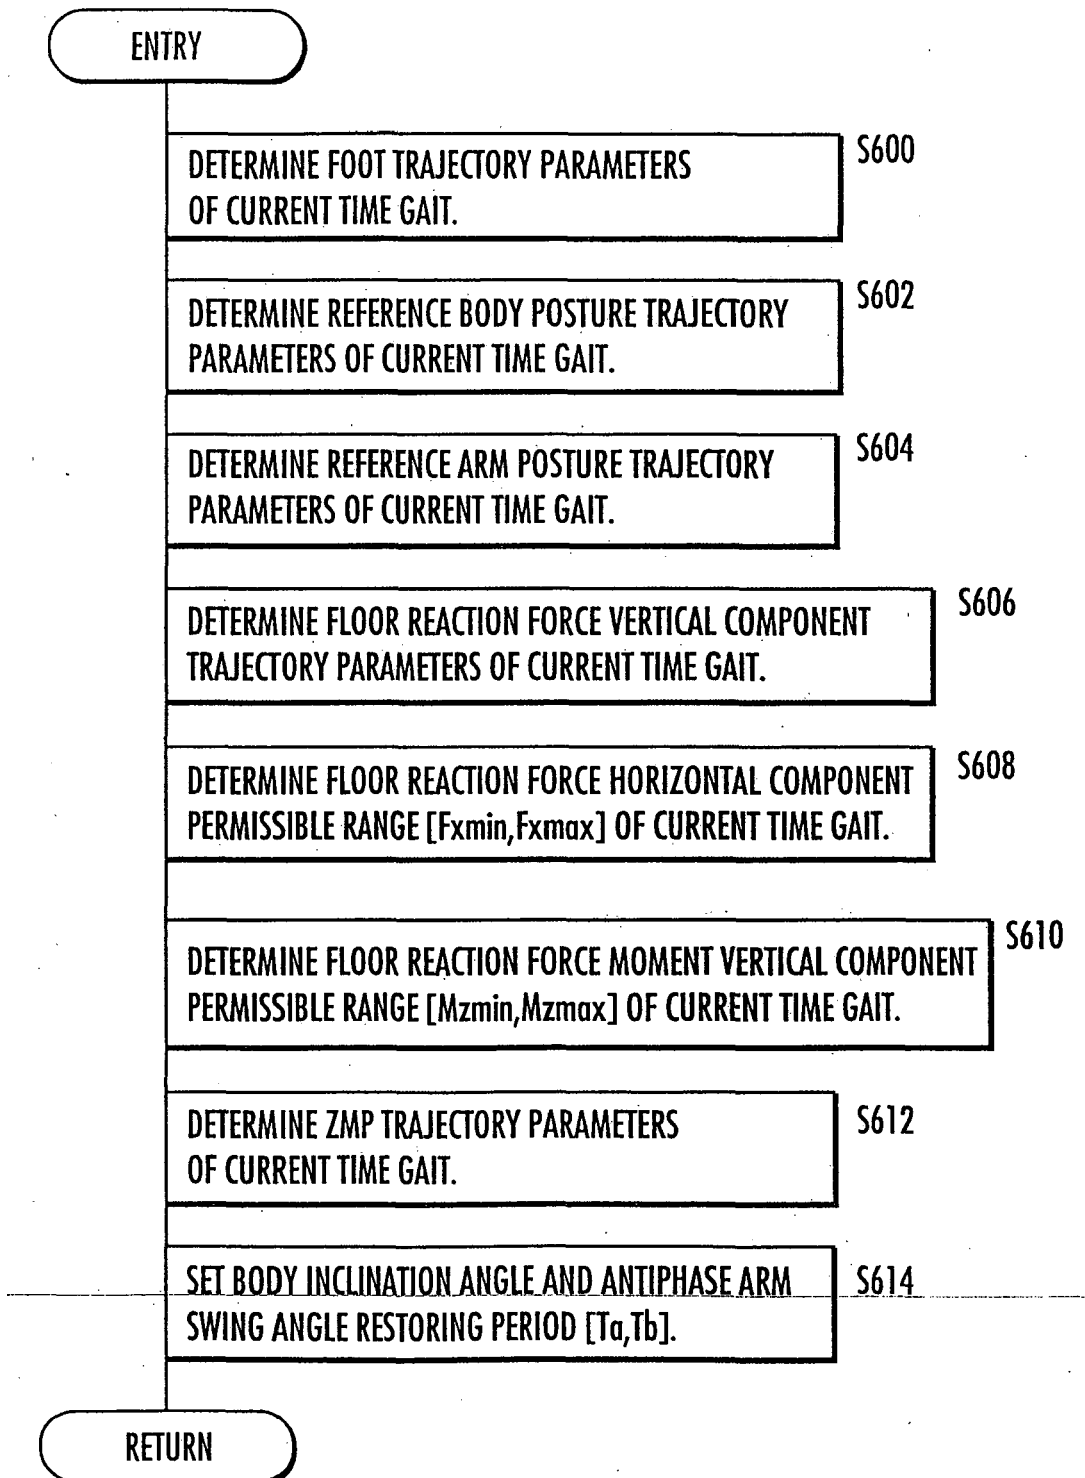 ENTRY
S600
DETERMINE FOOT TRAJECTORY PARAMETERS
OF CURRENT TIME GAIT.
S602
DETERMINE REFERENCE BODY POSTURE TRAJECTORY
PARAMETERS OF CURRENT TIME GAIT.
S604
DETERMINE REFERENCE ARM POSTURE TRAJECTORY
PARAMETERS OF CURRENT TIME GAIT.
S606
DETERMINE FLOOR REACTION FORCE VERTICAL COMPONENT
TRAJECTORY PARAMETERS OF CURRENT TIME GAIT.
S608
DETERMINE FLOOR REACTION FORCE HORIZONTAL COMPONENT
PERMISSIBLE RANGE [Fxmin,Fxmax] OF CURRENT TIME GAIT.
S610
DETERMINE FLOOR REACTION FORCE MOMENT VERTICAL COMPONENT
PERMISSIBLE RANGE [Mzmin,Mzmax] OF CURRENT TIME GAIT.
S612
DETERMINE ZMP TRAJECTORY PARAMETERS
OF CURRENT TIME GAIT.
S614
SET BODY INCLINATION ANGLE AND ANTIPHASE ARM
SWING ANGLE RESTORING PERIOD [Ta,Tb].
RETURN